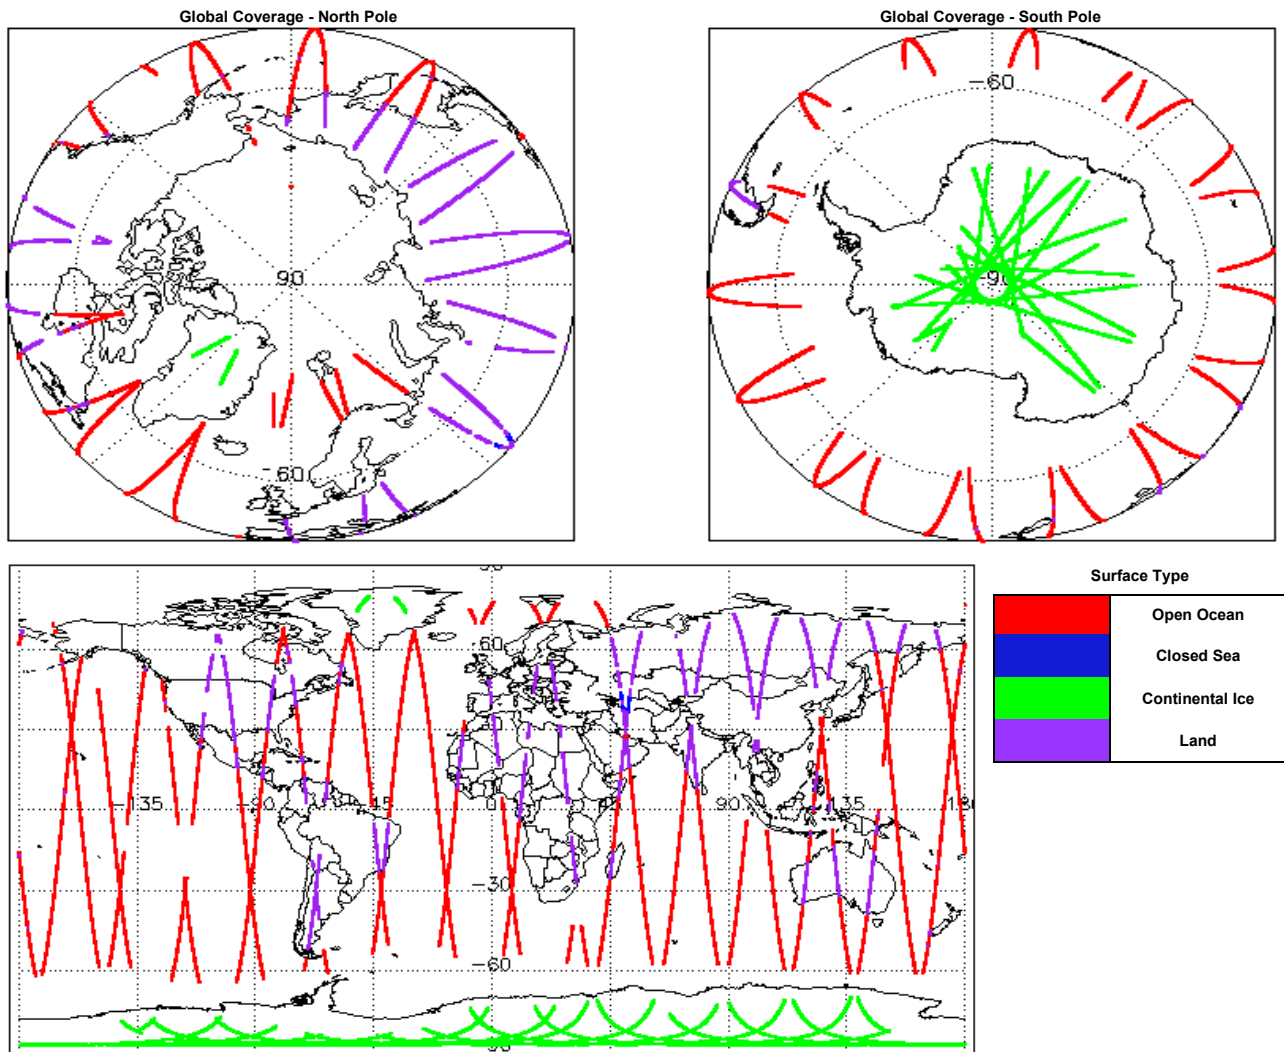 Global Coverage - North Pole
Global Coverage - South Pole
90
60
-60
-90
60
-135
-90
-45
0
45
90
135
180
-30
-60
Surface Type
Open Ocean
Closed Sea
Continental Ice
Land